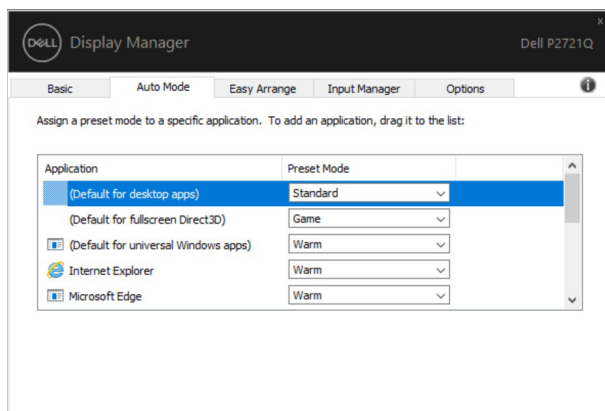 x
DELL Display Manager Dell P2721Q
Basic Auto Mode Easy Arrange Input Manager Options i
Assign a preset mode to a specific application. To add an application, drag it to the list:
Application Preset Mode
(Default for desktop apps) Standard
(Default for fullscreen Direct3D) Game
(Default for universal Windows apps) Warm
Internet Explorer Warm
Microsoft Edge Warm